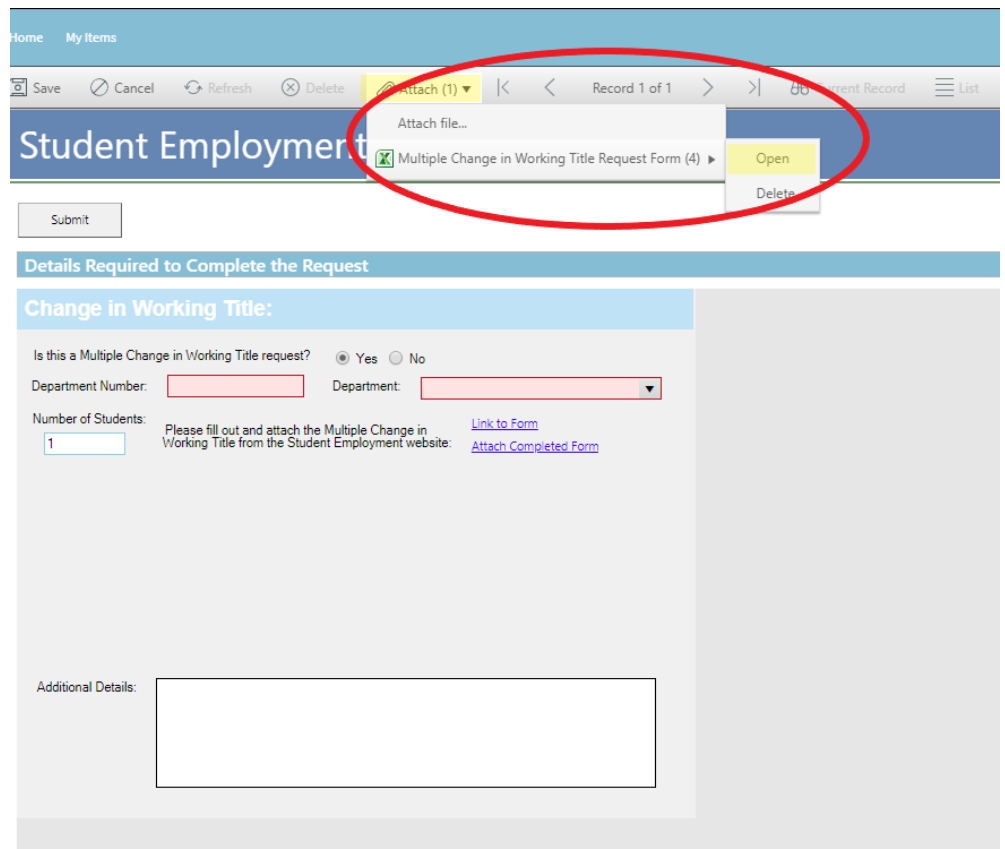 Home My Items
Save Cancel Refresh Delete Attach (1) Record 1 of 1 Current Record List
Attach file...
Student Employment
Multiple Change in Working Title Request Form (4) Open
Delete
Submit
Details Required to Complete the Request
Change in Working Title:
Is this a Multiple Change in Working Title request? Yes No
Department Number: Department:
Number of Students: Please fill out and attach the Multiple Change in Link to Form
1 Working Title from the Student Employment website: Attach Completed Form
Additional Details: